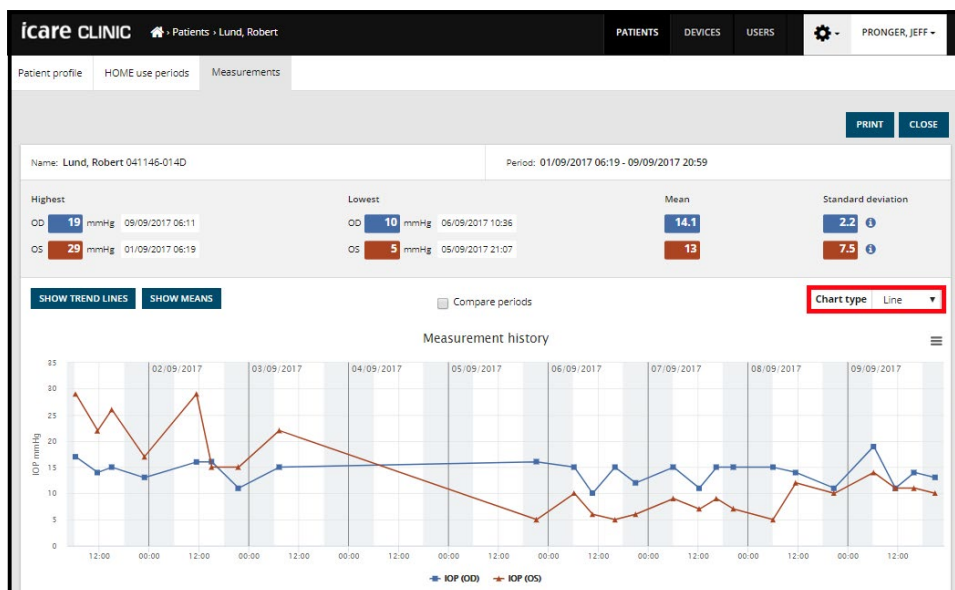 icare CLINIC › Patients › Lund, Robert PATIENTS DEVICES USERS PRONGER, JEFF
Patient profile HOME use periods Measurements
PRINT CLOSE
Name: Lund, Robert 041146-014D Period: 01/09/2017 06:19 - 09/09/2017 20:59
Highest Lowest Mean Standard deviation
OD 19 mmHg 09/09/2017 06:11 OD 10 mmHg 06/09/2017 10:36 14.1 2.2 i
OS 29 mmHg 01/09/2017 06:19 OS 5 mmHg 05/09/2017 21:07 13 7.5 i
SHOW TREND LINES SHOW MEANS Compare periods Chart type Line
Measurement history
02/09/2017 03/09/2017 04/09/2017 05/09/2017 06/09/2017 07/09/2017 08/09/2017 09/09/2017
35
30
25
20
15
10
5
0
IOP mmHg
12:00 00:00 12:00 00:00 12:00 00:00 12:00 00:00 12:00 00:00 12:00 00:00 12:00 00:00 12:00 00:00 12:00
IOP (OD) IOP (OS)